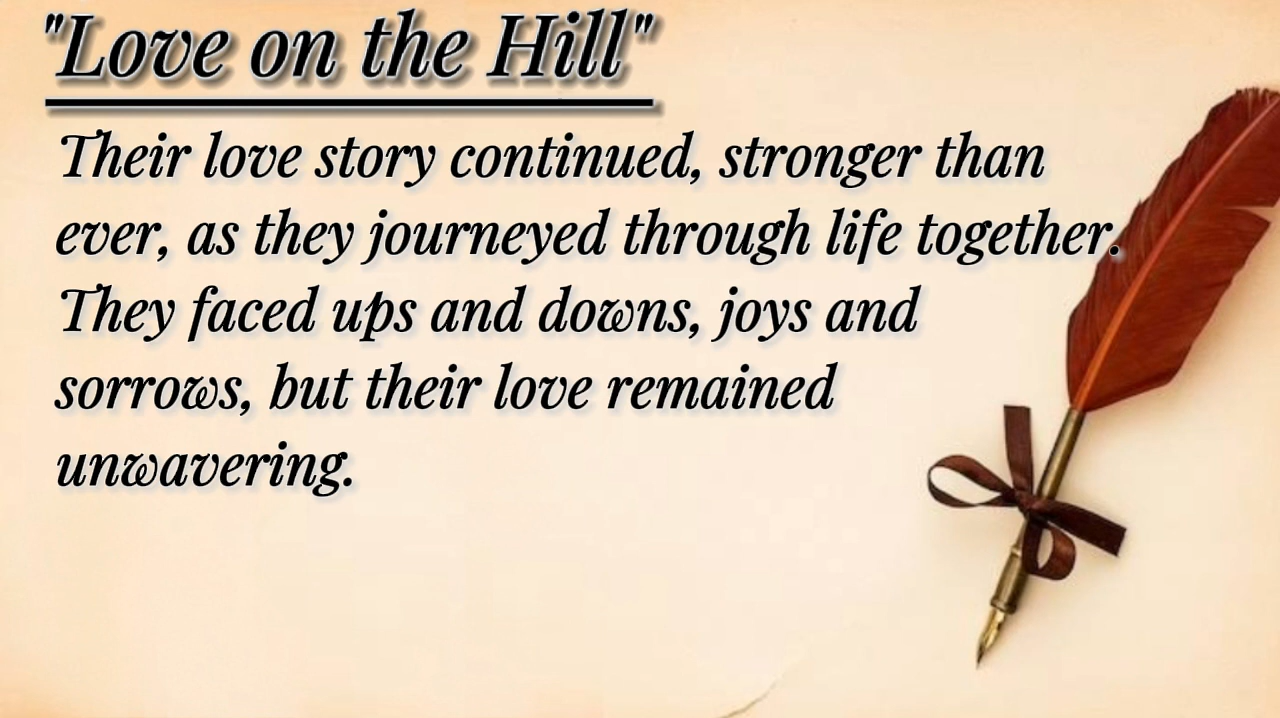 "Love on the Hill"
Their love story continued, stronger than
ever, as they journeyed through life together.
They faced ups and downs, joys and
sorrows, but their love remained
unwavering.